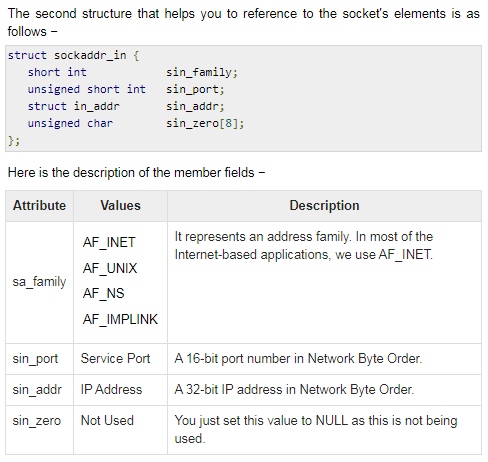 The second structure that helps you to reference to the socket's elements is as
follows −
struct sockaddr_in {
short int sin_family;
unsigned short int sin_port;
struct in_addr sin_addr;
unsigned char sin_zero[8];
};
Here is the description of the member fields −
Attribute Values Description
sa_family
AF_INET
AF_UNIX
AF_NS
AF_IMPLINK
It represents an address family. In most of the
Internet-based applications, we use AF_INET.
sin_port Service Port A 16-bit port number in Network Byte Order.
sin_addr IP Address A 32-bit IP address in Network Byte Order.
sin_zero Not Used You just set this value to NULL as this is not being
used.